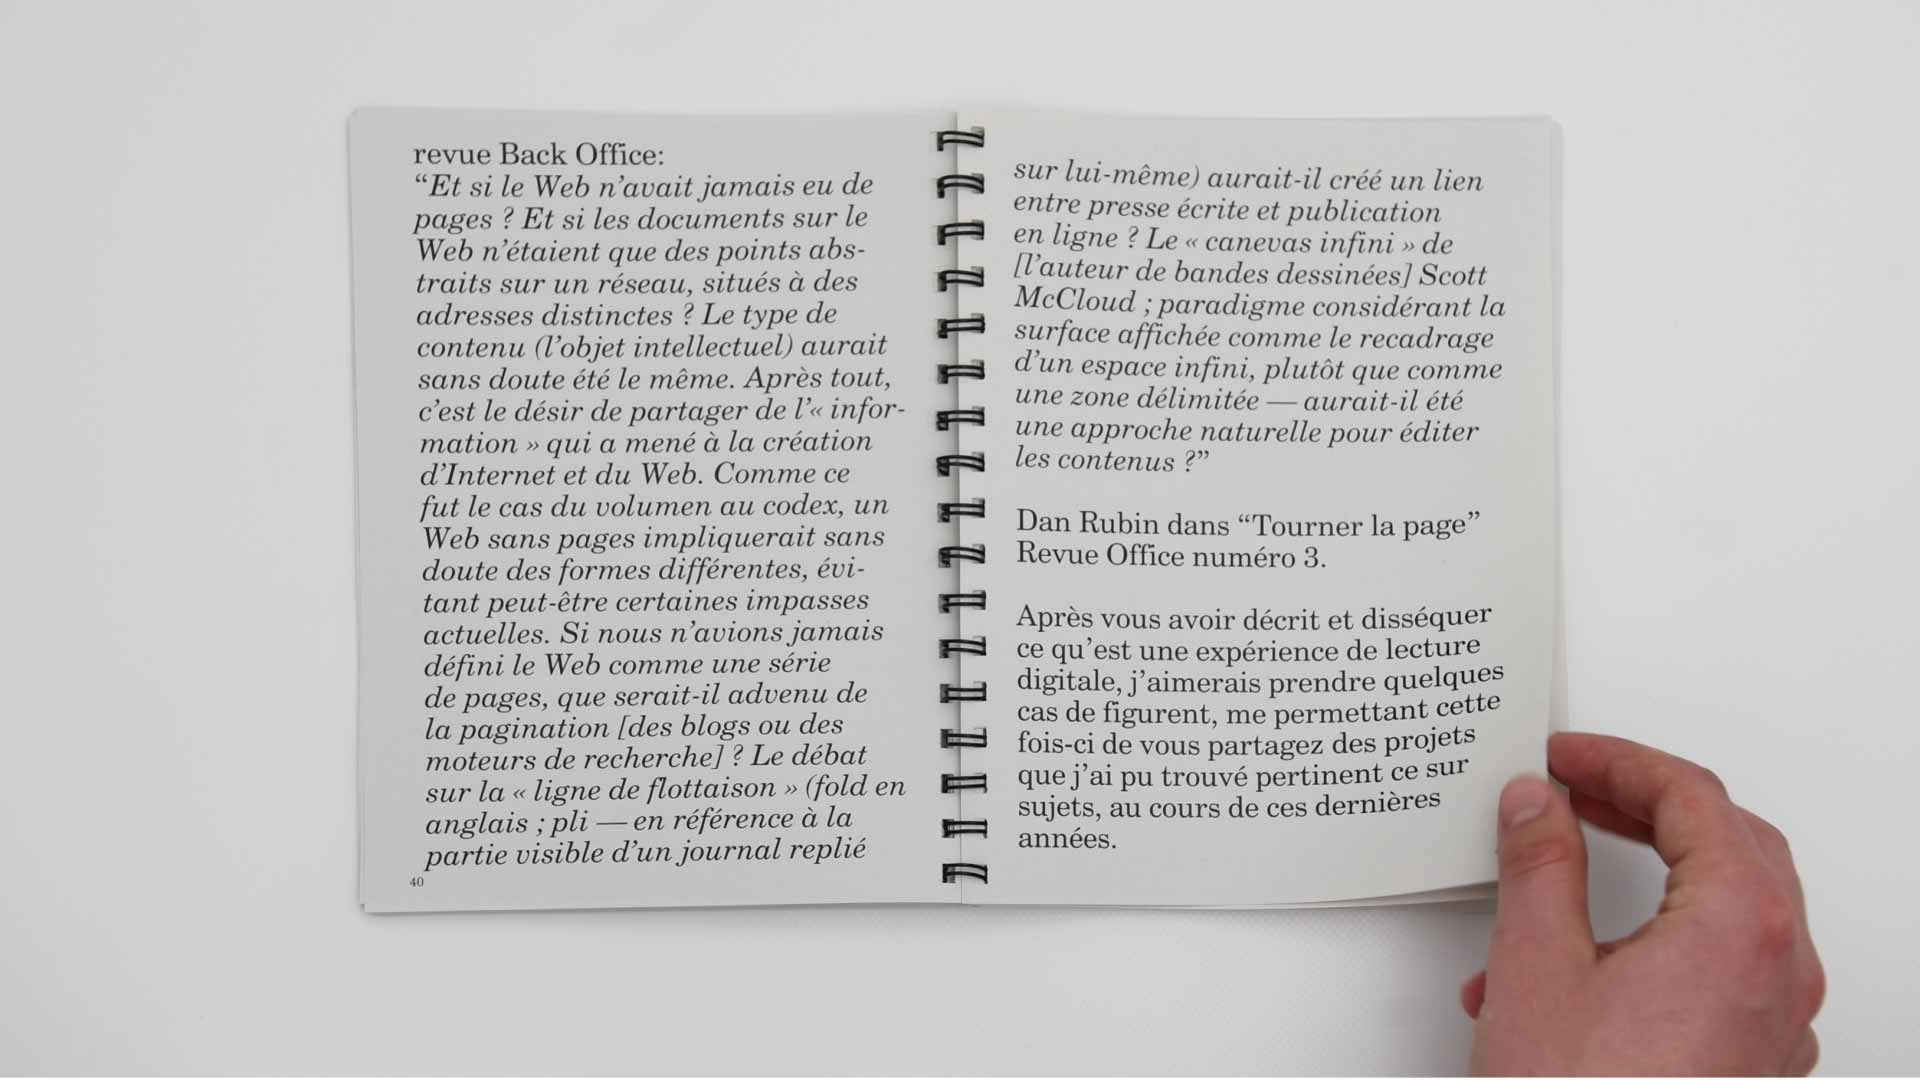 revue Back Office:
“Et si le Web n’avait jamais eu de
pages ? Et si les documents sur le
Web n’étaient que des points abs-
traits sur un réseau, situés à des
adresses distinctes ? Le type de
contenu (l’objet intellectuel) aurait
sans doute été le même. Après tout,
c’est le désir de partager de l’« infor-
mation » qui a mené à la création
d’Internet et du Web. Comme ce
fut le cas du volumen au codex, un
Web sans pages impliquerait sans
doute des formes différentes, évi-
tant peut-être certaines impasses
actuelles. Si nous n’avions jamais
défini le Web comme une série
de pages, que serait-il advenu de
la pagination [des blogs ou des
moteurs de recherche] ? Le débat
sur la « ligne de flottaison » (fold en
anglais ; pli — en référence à la
partie visible d’un journal replié
40
sur lui-même) aurait-il créé un lien
entre presse écrite et publication
en ligne ? Le « canevas infini » de
[l’auteur de bandes dessinées] Scott
McCloud ; paradigme considérant la
surface affichée comme le recadrage
d’un espace infini, plutôt que comme
une zone délimitée — aurait-il été
une approche naturelle pour éditer
les contenus ?”
Dan Rubin dans “Tourner la page”
Revue Office numéro 3.
Après vous avoir décrit et disséquer
ce qu’est une expérience de lecture
digitale, j’aimerais prendre quelques
cas de figurent, me permettant cette
fois-ci de vous partagez des projets
que j’ai pu trouvé pertinent ce sur
sujets, au cours de ces dernières
années.